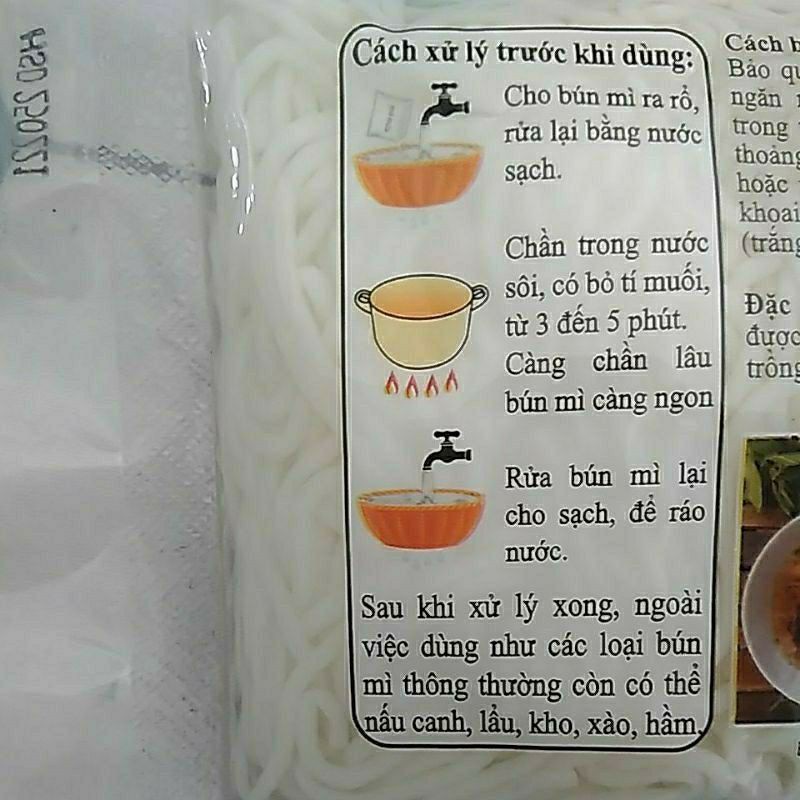 HSD 250221
Cách xử lý trước khi dùng:
Cho bún mì ra rổ,
rửa lại bằng nước
sạch.
Chần trong nước
sôi, có bỏ tí muối,
từ 3 đến 5 phút.
Càng chần lâu
bún mì càng ngon
Rửa bún mì lại
cho sạch, để ráo
nước.
Sau khi xử lý xong, ngoài
việc dùng như các loại bún
mì thông thường còn có thể
nấu canh, lẩu, kho, xào, hầm.
Cách
Bảo
ngăn
trong
thoáng
hoặc
khoai
(trắng
Đặc
được
trồng